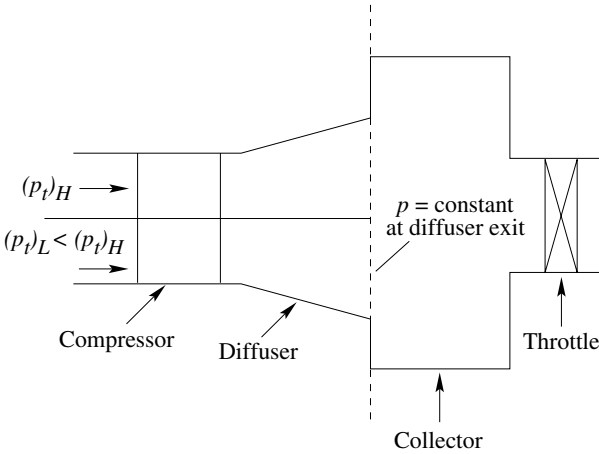 (p_t)_H
p = constant
at diffuser exit
(p_t)_L < (p_t)_H
Compressor
Diffuser
Throttle
Collector